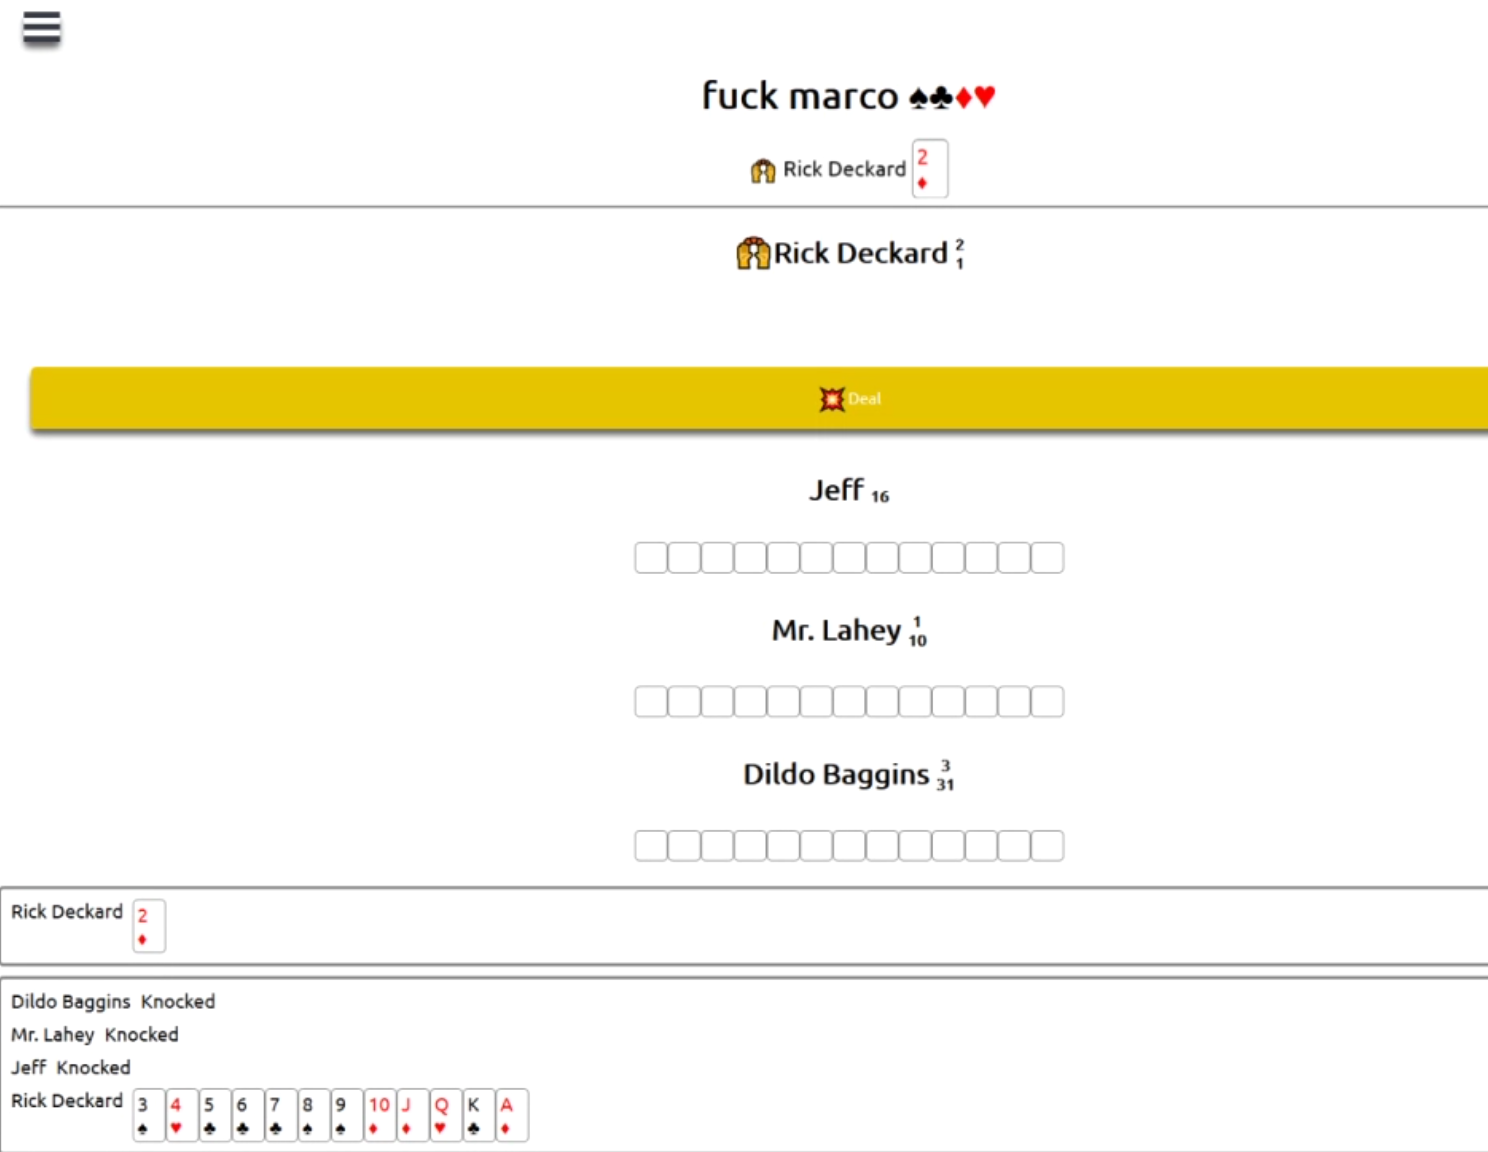 fuck marco ♠♣♦♥
Rick Deckard 2 ♦
Rick Deckard 2 1
Deal
Jeff 16
Mr. Lahey 1 10
Dildo Baggins 3 31
Rick Deckard 2 ♦
Dildo Baggins Knocked
Mr. Lahey Knocked
Jeff Knocked
Rick Deckard 3 ♠ 4 ♥ 5 ♣ 6 ♣ 7 ♣ 8 ♠ 9 ♠ 10 ♦ J ♦ Q ♥ K ♣ A ♦